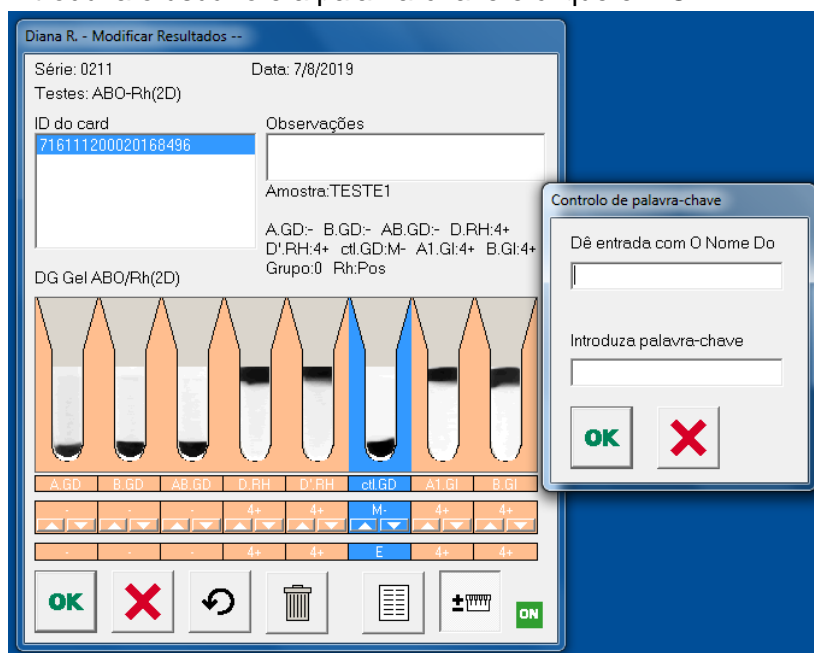 Diana R. - Modificar Resultados --
Série: 0211 Data: 7/8/2019
Testes: ABO-Rh(2D)
ID do card Observações
716111200020168496
Amostra:TESTE1
A.GD:- B.GD:- AB.GD:- D.RH:4+
D'.RH:4+ ctl.GD:M- A1.GI:4+ B.GI:4+
Grupo:0 Rh:Pos
DG Gel ABO/Rh(2D)
A.GD B.GD AB.GD D.RH D'.RH ctl.GD A1.GI B.GI
- - - 4+ 4+ M- 4+ 4+
- - - 4+ 4+ E 4+ 4+
OK ± ON
Controlo de palavra-chave
Dê entrada com O Nome Do
Introduza palavra-chave
OK